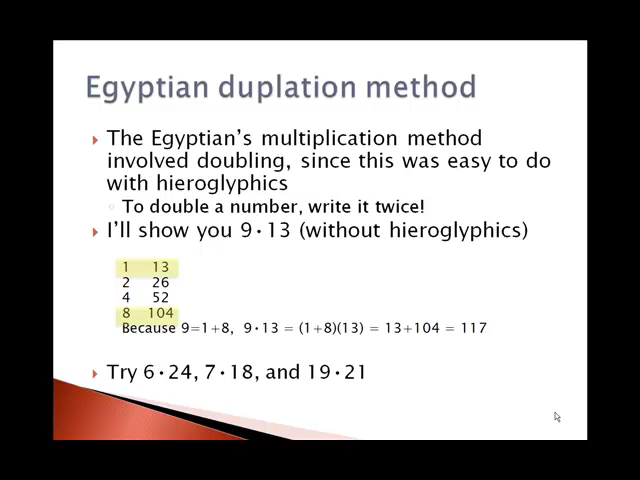 Egyptian duplation method
The Egyptian's multiplication method
involved doubling, since this was easy to do
with hieroglyphics
To double a number, write it twice!
I'll show you 9·13 (without hieroglyphics)
1 13
2 26
4 52
8 104
Because 9=1+8, 9·13 = (1+8)(13) = 13+104 = 117
Try 6·24, 7·18, and 19·21